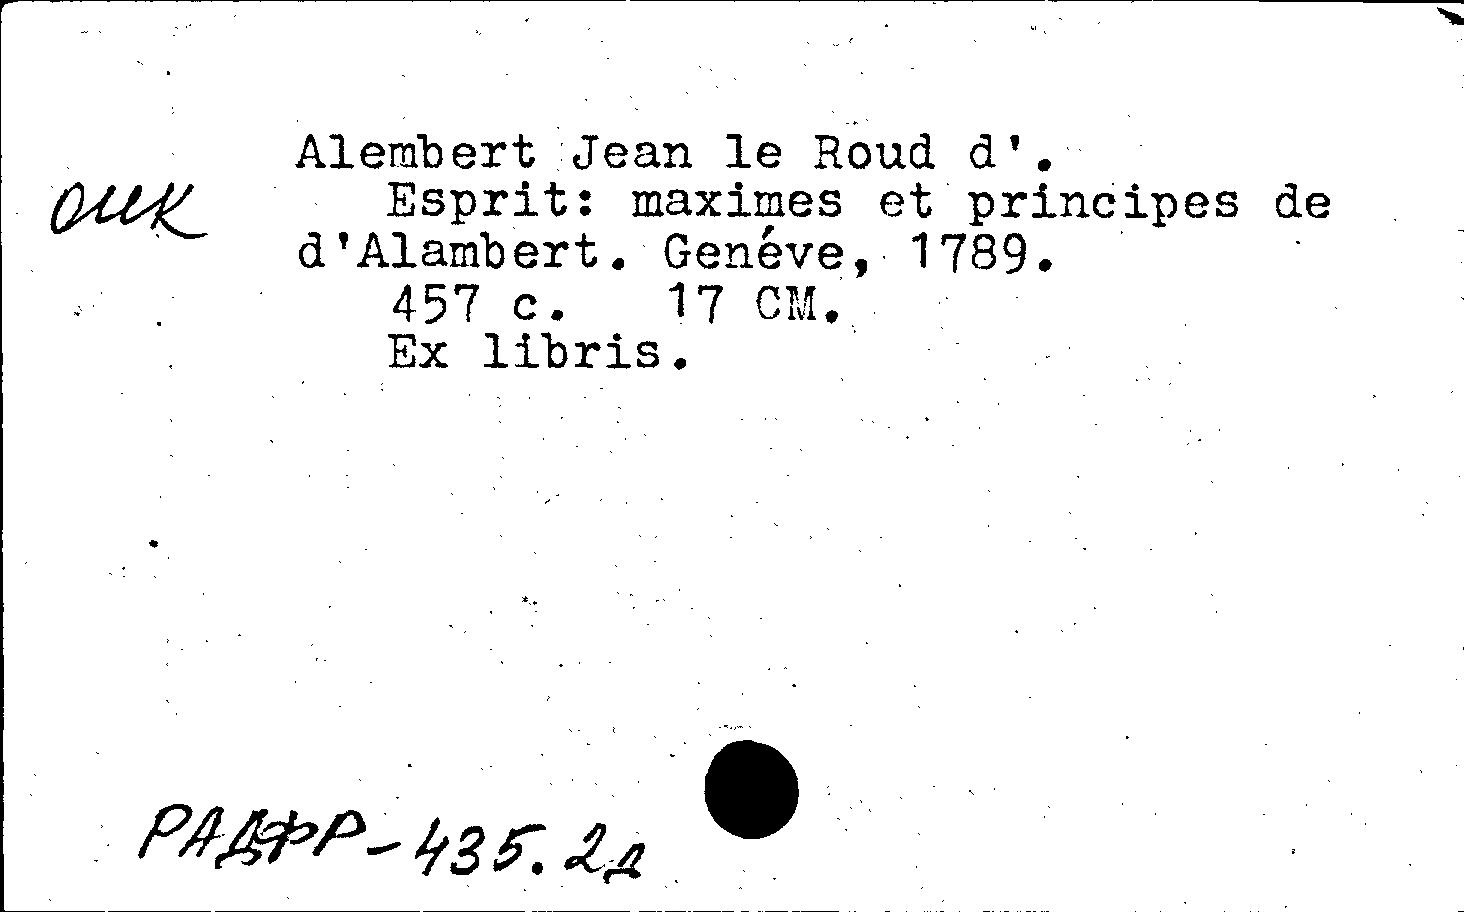 Alembert Jean le Roud d'.
оик
Esprit: maximes et principes de
d'Alambert. Genéve, 1789.
457 c. 17 CM.
Ex libris.
РАДФР-435.2д